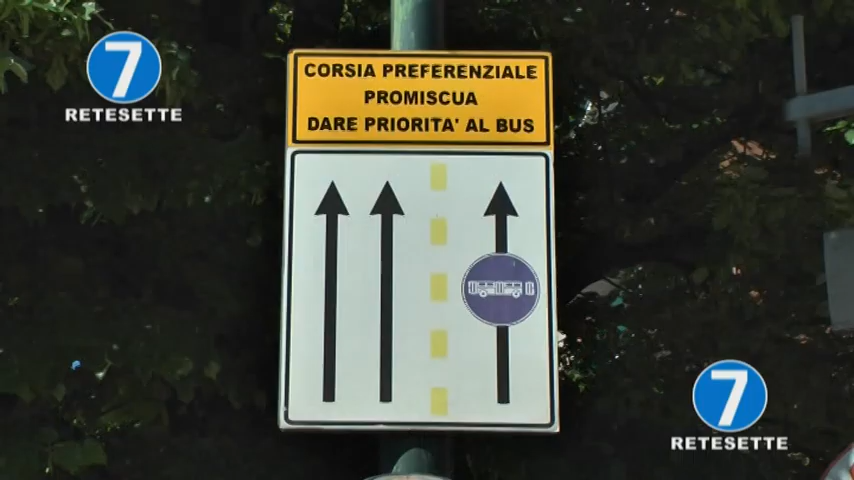 7
RETESETTE
CORSIA PREFERENZIALE
PROMISCUA
DARE PRIORITA' AL BUS
7
RETESETTE